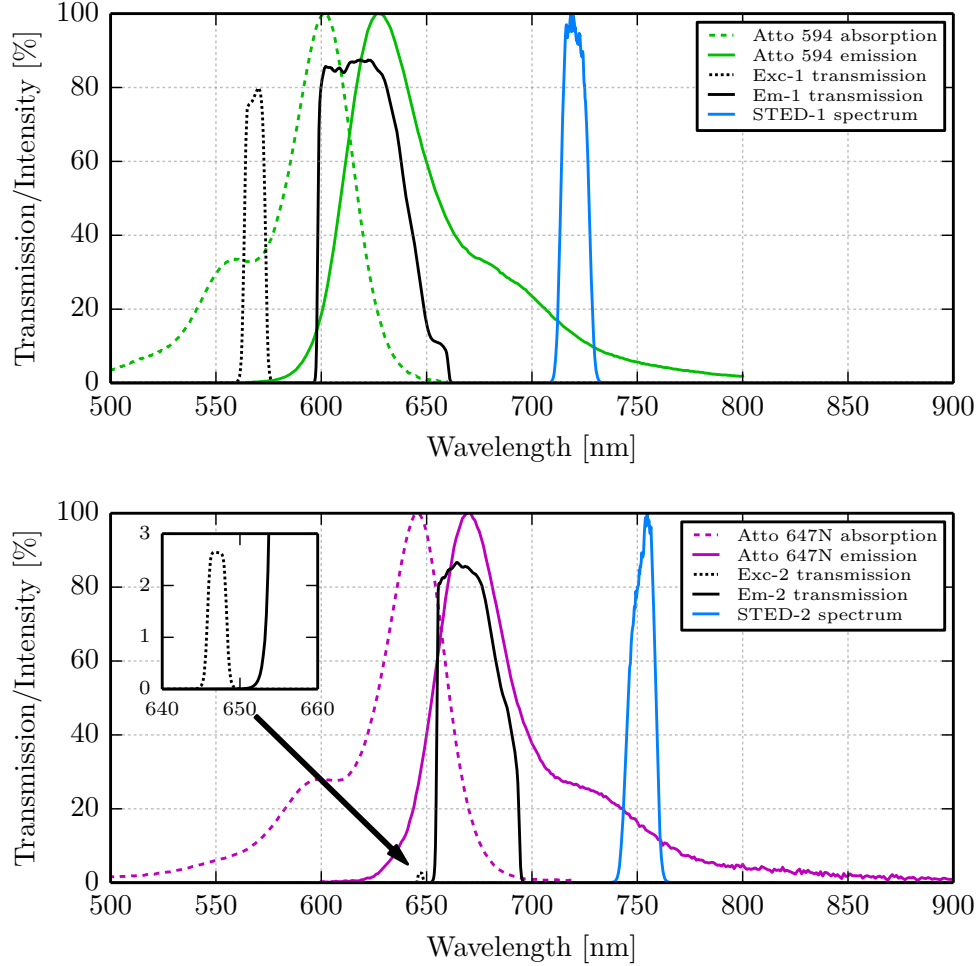 Transmission/Intensity [%]
100
80
60
40
20
0
500 550 600 650 700 750 800 850 900
Wavelength [nm]
Atto 594 absorption
Atto 594 emission
Exc-1 transmission
Em-1 transmission
STED-1 spectrum
Transmission/Intensity [%]
100
80
60
40
20
0
500 550 600 650 700 750 800 850 900
Wavelength [nm]
3
2
1
0
640 650 660
Atto 647N absorption
Atto 647N emission
Exc-2 transmission
Em-2 transmission
STED-2 spectrum